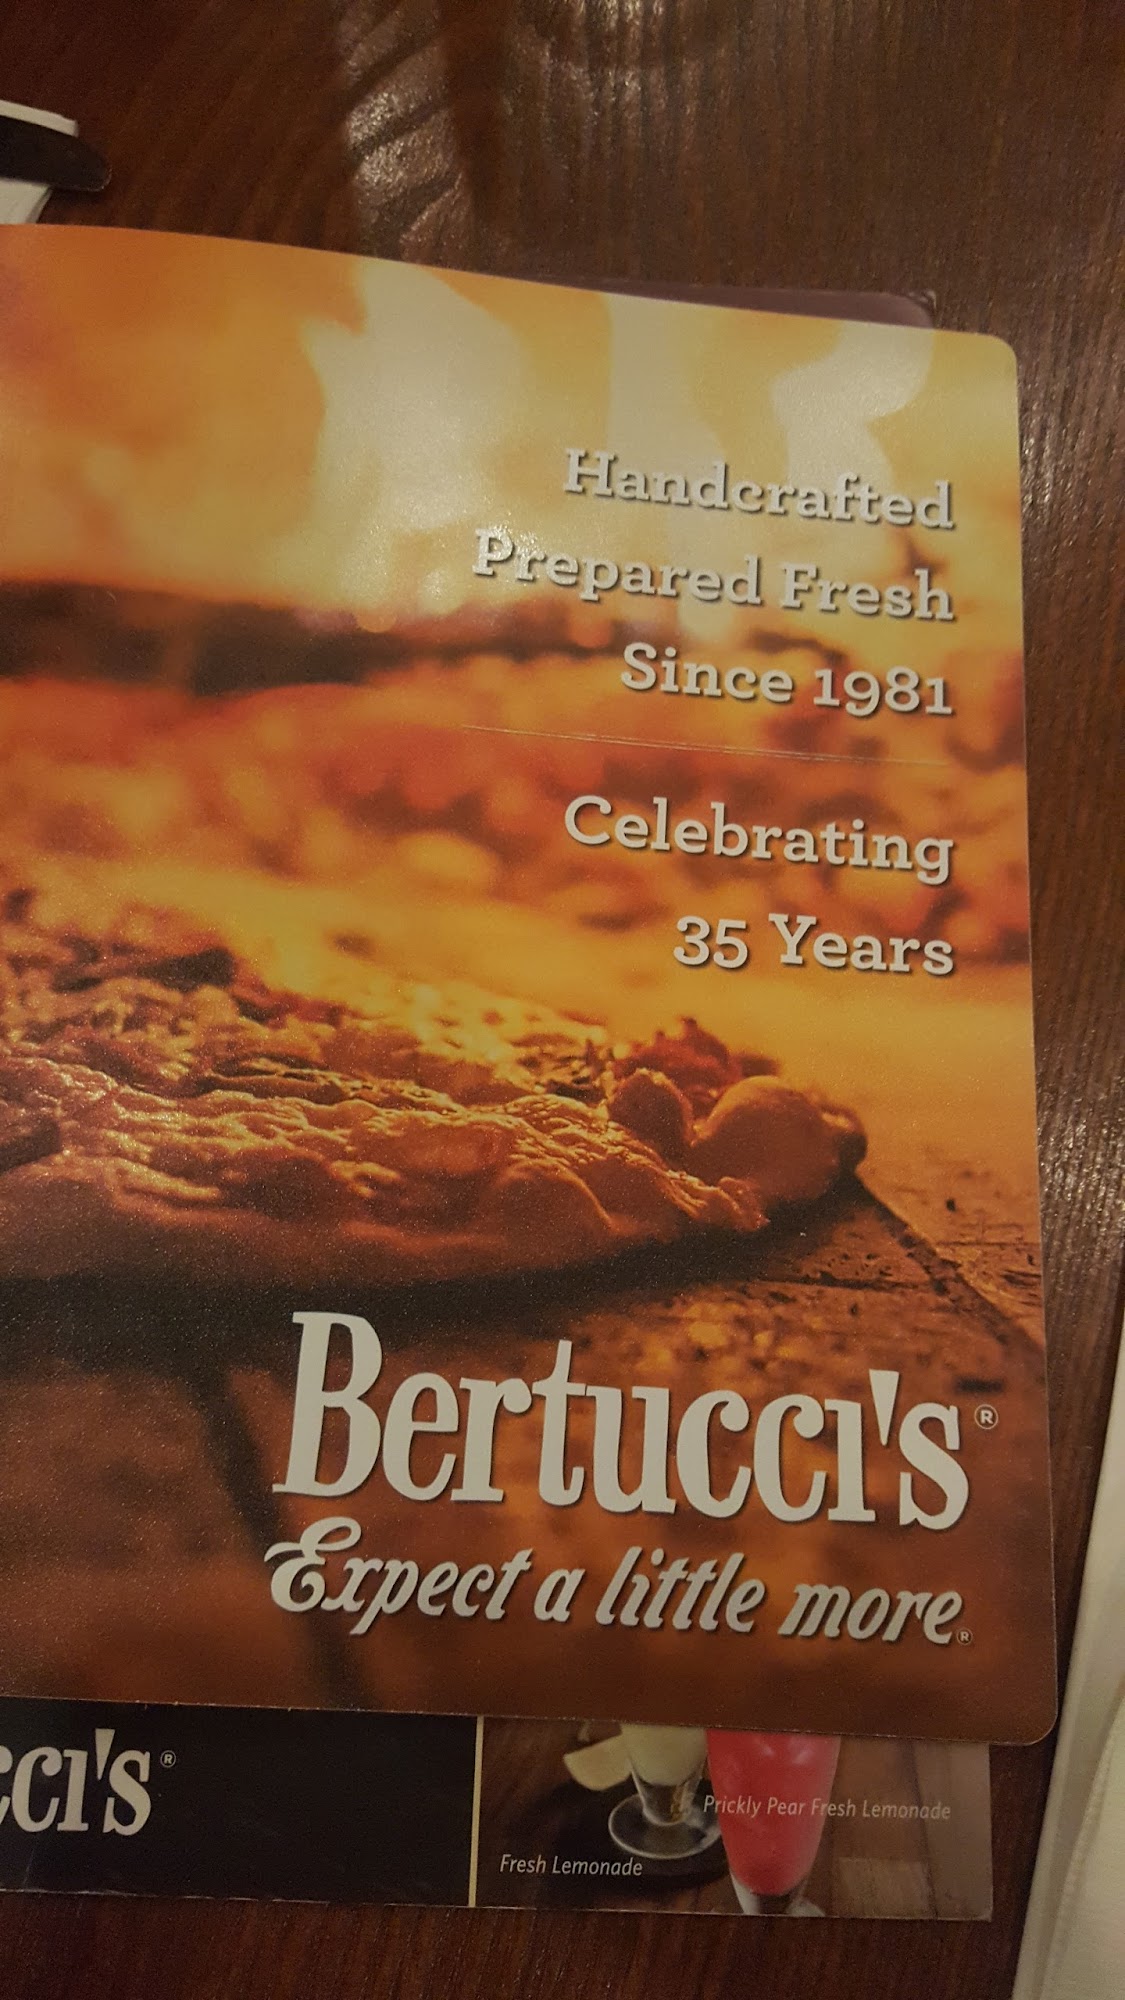 Handcrafted
Prepared Fresh
Since 1981
Celebrating
35 Years
Bertucci's®
Expect a little more®
cci's®
Prickly Pear Fresh Lemonade
Fresh Lemonade